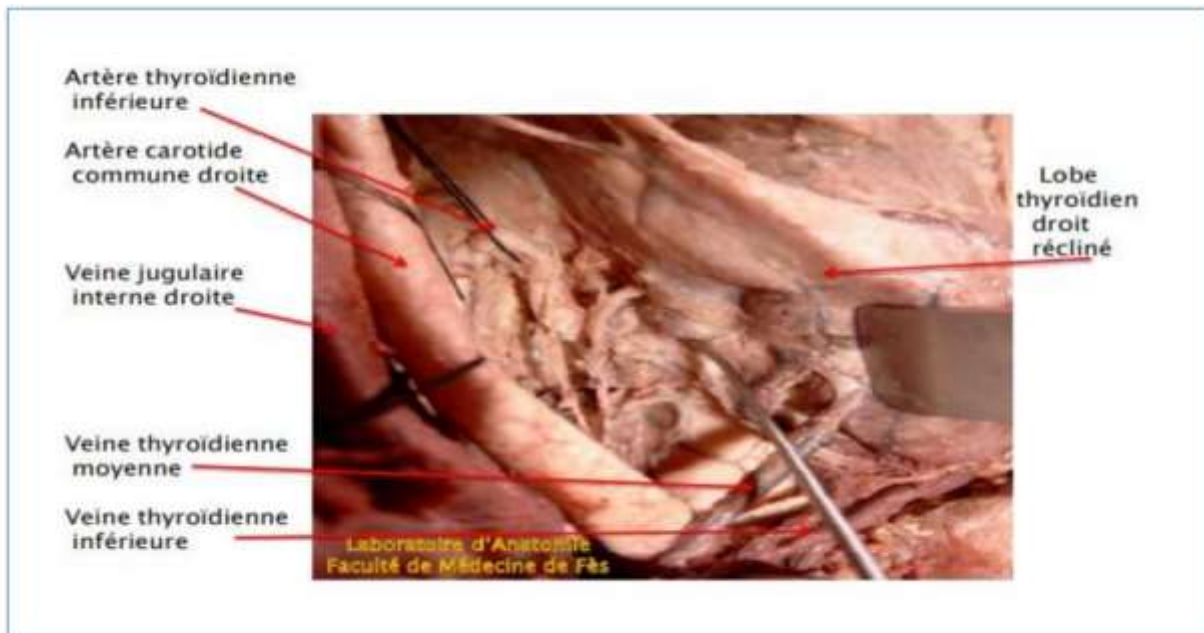 Artère thyroïdienne
inférieure
Artère carotide
commune droite
Veine jugulaire
interne droite
Veine thyroïdienne
moyenne
Veine thyroïdienne
inférieure
Lobe
thyroïdien
droit
récliné
Laboratoire d'Anatomie
Faculté de Médecine de Fès